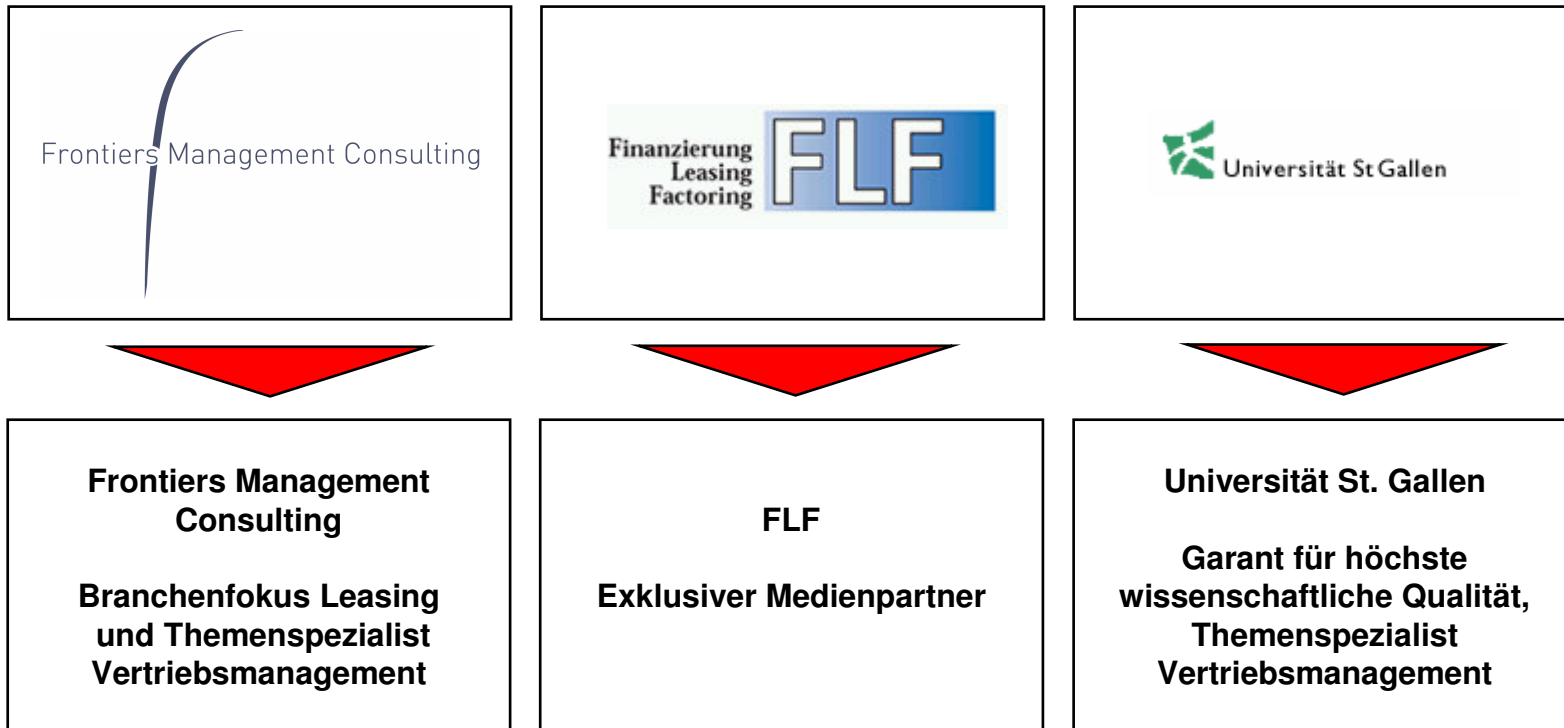 Frontiers Management Consulting
Finanzierung
Leasing
Factoring
FLF
Universität St Gallen
Frontiers Management
Consulting
Branchenfokus Leasing
und Themenspezialist
Vertriebsmanagement
FLF
Exklusiver Medienpartner
Universität St. Gallen
Garant für höchste
wissenschaftliche Qualität,
Themenspezialist
Vertriebsmanagement